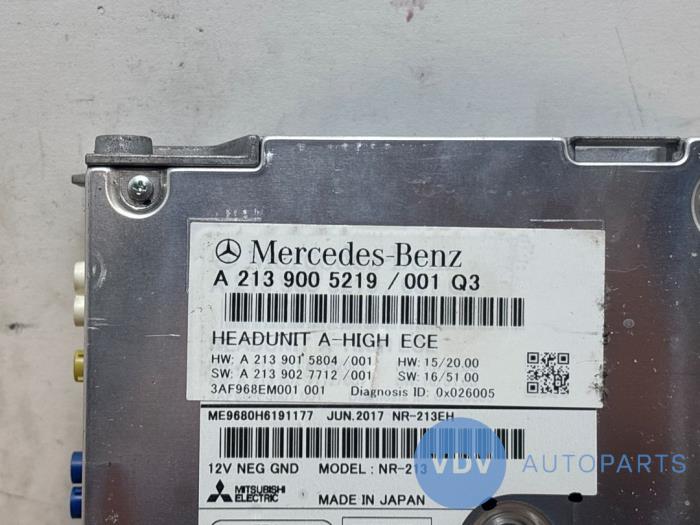 Mercedes-Benz
A 213 900 5219 /001 Q3
HEADUNIT A-HIGH ECE
HW: A 213 901 5804 /001 HW: 15/20.00
SW: A 213 902 7712 /001 SW: 16/51.00
3AF968EM001 001 Diagnosis ID: 0x026005
ME9680H6191177 JUN.2017 NR-213EH
12V NEG GND MODEL: NR-213
MITSUBISHI
ELECTRIC
MADE IN JAPAN
VDV AUTOPARTS